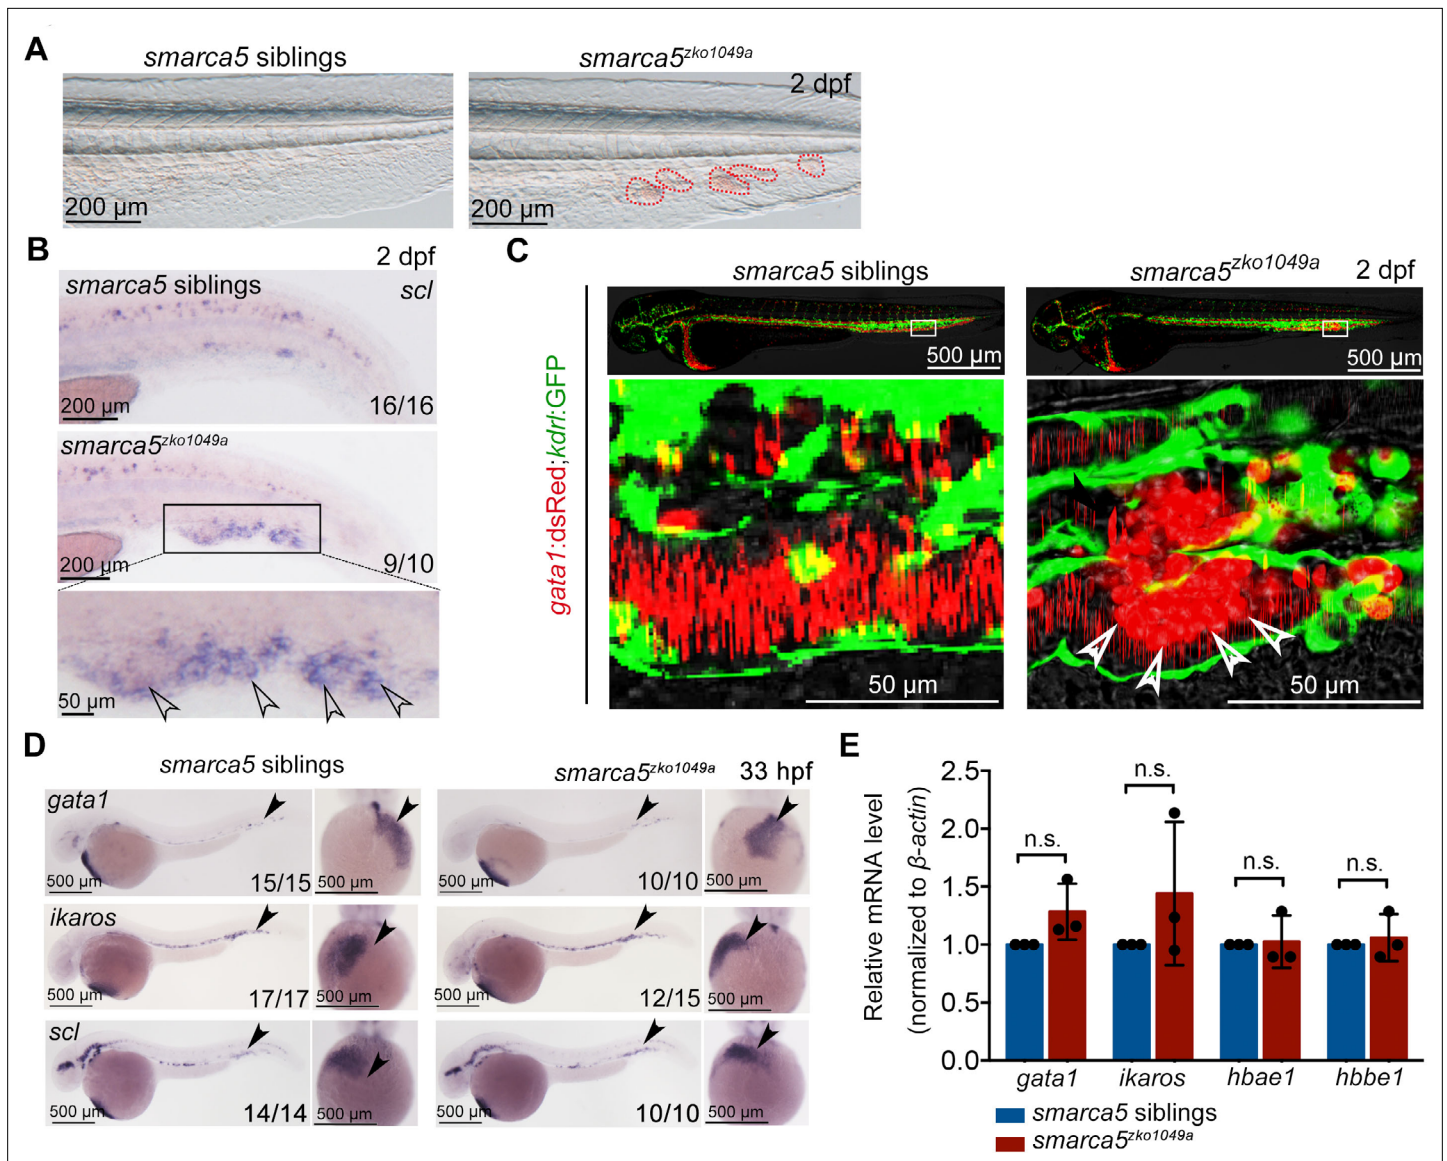 A
smarca5 siblings
smarca5zko1049a
2 dpf
200 µm
200 µm
B
2 dpf
smarca5 siblings
scl
200 µm
16/16
smarca5zko1049a
200 µm
9/10
50 µm
C
smarca5 siblings
smarca5zko1049a 2 dpf
gata1:dsRed;kdrl:GFP
500 µm
500 µm
50 µm
50 µm
D
smarca5 siblings
smarca5zko1049a
33 hpf
gata1
500 µm
15/15
500 µm
500 µm
10/10
500 µm
ikaros
500 µm
17/17
500 µm
500 µm
12/15
500 µm
scl
500 µm
14/14
500 µm
500 µm
10/10
500 µm
E
Relative mRNA level
(normalized to β-actin)
2.5
2.0
1.5
1.0
0.5
0.0
n.s.
n.s.
n.s.
n.s.
gata1
ikaros
hbae1
hbbe1
smarca5 siblings
smarca5zko1049a